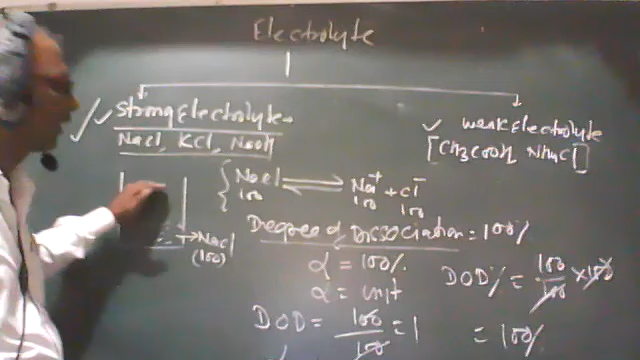 Electrolyte
✓ Strong Electrolyte
NaCl, KCl, NaOH
✓ weak Electrolyte
[CH3COOH, NH4Cl]
NaCl ⇌ Na+ + Cl-
100 100 100
→ NaCl
(100)
Degree of Dissociation = 100%
α = 100%
α = unit
DOD = 100/100 = 1
DOD% = 100/100 × 100
= 100%